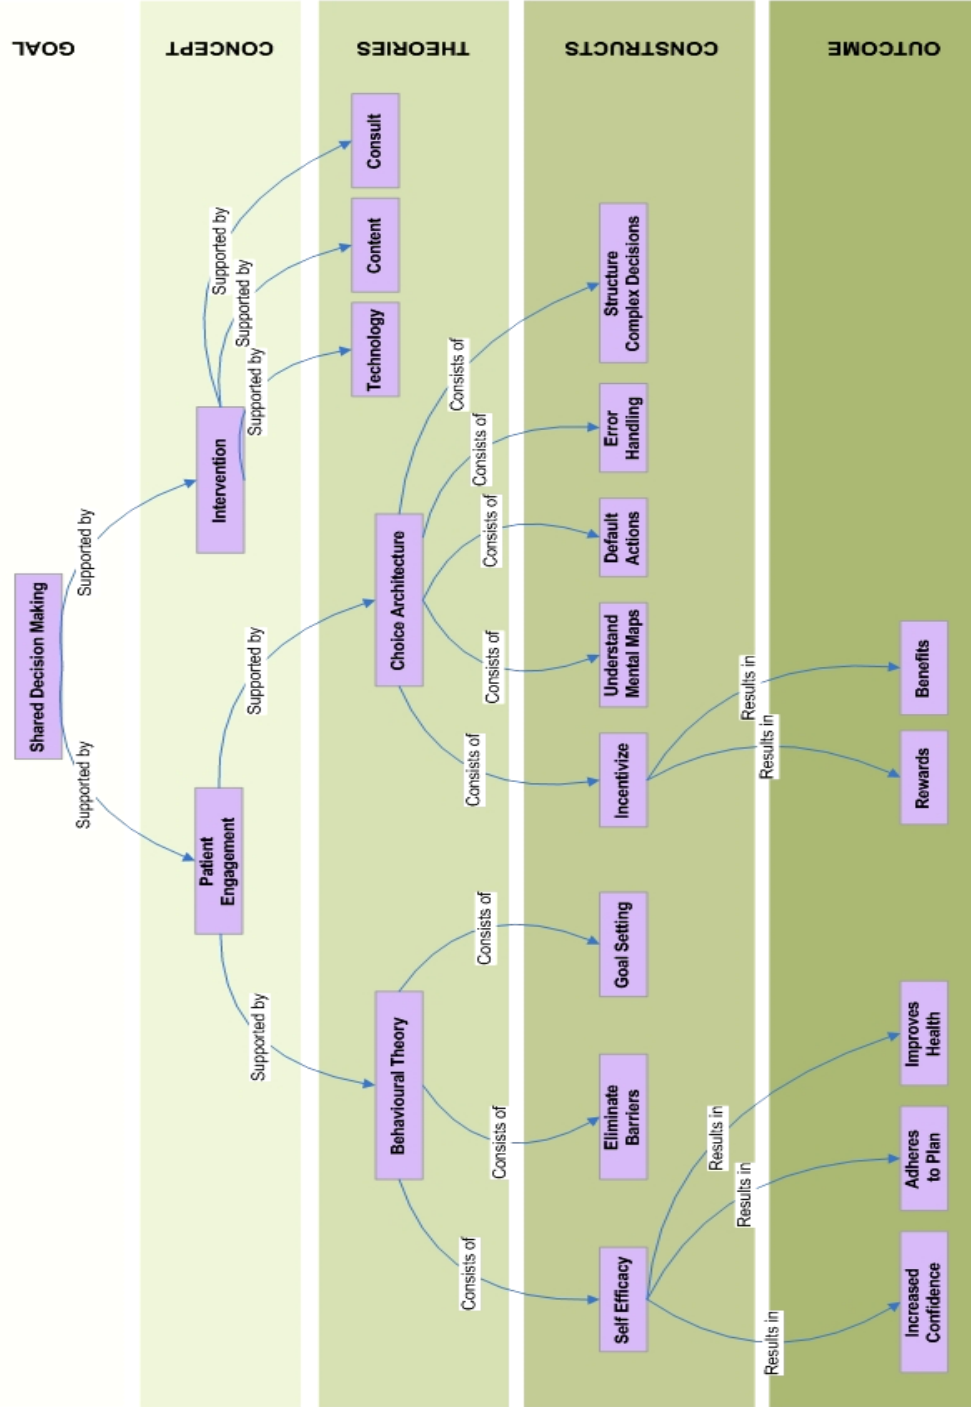 GOAL
CONCEPT
THEORIES
CONSTRUCTS
OUTCOME
Shared Decision Making
Supported by
Supported by
Patient
Engagement
Intervention
Supported by
Supported by
Supported by
Supported by
Supported by
Behavioural Theory
Choice Architecture
Technology
Content
Consult
Consists of
Consists of
Consists of
Consists of
Consists of
Consists of
Consists of
Consists of
Self Efficacy
Eliminate
Barriers
Goal Setting
Incentivize
Understand
Mental Maps
Default
Actions
Error
Handling
Structure
Complex Decisions
Results in
Results in
Results in
Results in
Results in
Increased
Confidence
Adheres
to Plan
Improves
Health
Rewards
Benefits